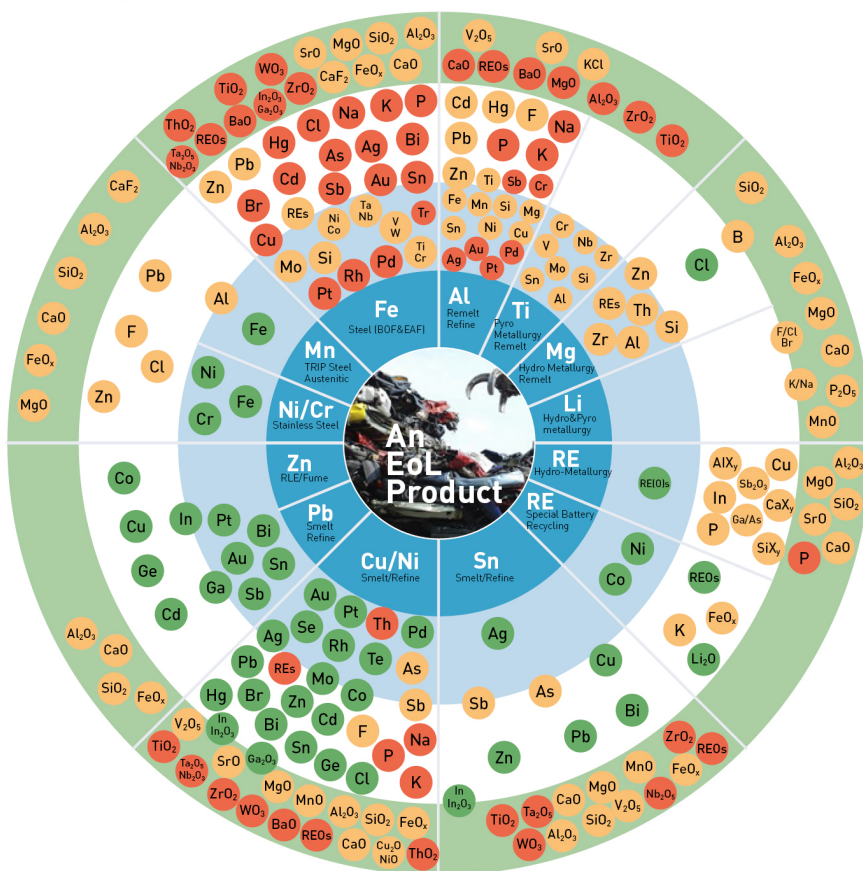 An
EoL
Product
Fe
Steel (BOF&EAF)
Al
Remelt
Refine
Ti
Pyro
Metallurgy
Remelt
Mg
Hydro Metallurgy
Remelt
Li
Hydro&Pyro
metallurgy
RE
Hydro-Metallurgy
RE
Special Battery
Recycling
Sn
Smelt/Refine
Cu/Ni
Smelt/Refine
Pb
Smelt
Refine
Zn
RLE/Fume
Ni/Cr
Stainless Steel
Mn
TRIP Steel
Austenitic
Al₂O₃
SiO₂
MgO
SrO
CaO
FeOₓ
CaF₂
WO₃
ZrO₂
In₂O₃
Ga₂O₃
TiO₂
BaO
ThO₂
REOs
Ta₂O₅
Nb₂O₃
P
K
Na
Cl
Hg
Bi
Ag
As
Pb
Zn
Cd
Sb
Au
Sn
Br
Cu
REs
Ni
Co
Ta
Nb
V
W
Tr
Mo
Si
Pt
Rh
Pd
Ti
Cr
V₂O₅
CaO
REOs
SrO
BaO
MgO
KCl
Al₂O₃
ZrO₂
TiO₂
Cd
Hg
F
Na
Pb
P
K
Zn
Ti
Sb
Cr
Fe
Mn
Si
Mg
Sn
Ni
Cu
Ag
Au
Pd
Pt
Cr
V
Nb
Zr
Mo
Si
Sn
Al
SiO₂
B
Cl
Al₂O₃
FeOₓ
MgO
CaO
P₂O₅
MnO
F/Cl
Br
K/Na
Zn
REs
Th
Si
Zr
Al
RE(O)s
AlXᵧ
Cu
Sb₂O₃
In
CaXᵧ
Ga/As
P
SiXᵧ
Al₂O₃
MgO
SiO₂
SrO
CaO
P
Ni
Co
REOs
K
FeOₓ
Li₂O
Ag
Cu
As
Sb
Bi
Pb
Zn
In
In₂O₃
ZrO₂
REOs
MnO
FeOₓ
MgO
Nb₂O₅
CaO
V₂O₅
Ta₂O₅
SiO₂
TiO₂
Al₂O₃
WO₃
Au
Pt
Th
Pd
Ag
Se
Rh
Te
As
Pb
REs
Mo
Co
Sb
Hg
Br
Zn
Cd
F
Na
In
In₂O₃
Bi
Sn
P
Ga₂O₃
Ge
Cl
K
V₂O₅
TiO₂
Ta₂O₅
Nb₂O₃
SrO
ZrO₂
MgO
WO₃
MnO
BaO
Al₂O₃
REOs
SiO₂
FeOₓ
CaO
Cu₂O
NiO
ThO₂
Co
Cu
Ge
Cd
In
Pt
Bi
Au
Sn
Ga
Sb
Al₂O₃
CaO
SiO₂
FeOₓ
Ni
Fe
Cr
Al
Fe
Pb
F
Cl
Zn
CaF₂
Al₂O₃
SiO₂
CaO
FeOₓ
MgO